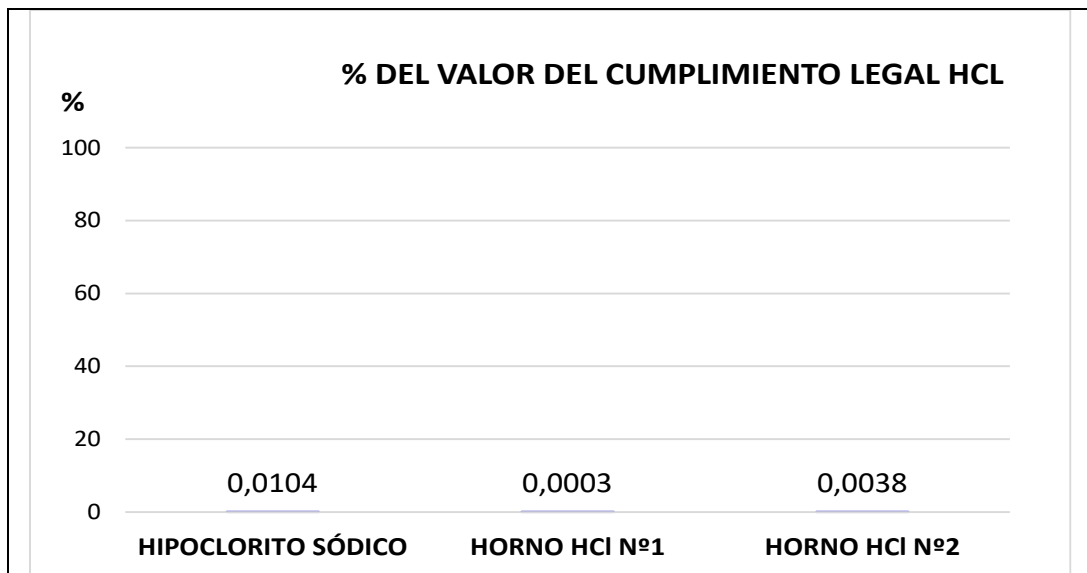 % DEL VALOR DEL CUMPLIMIENTO LEGAL HCL
%
100
80
60
40
20
0
0,0104 0,0003 0,0038
HIPOCLORITO SÓDICO HORNO HCl Nº1 HORNO HCl Nº2